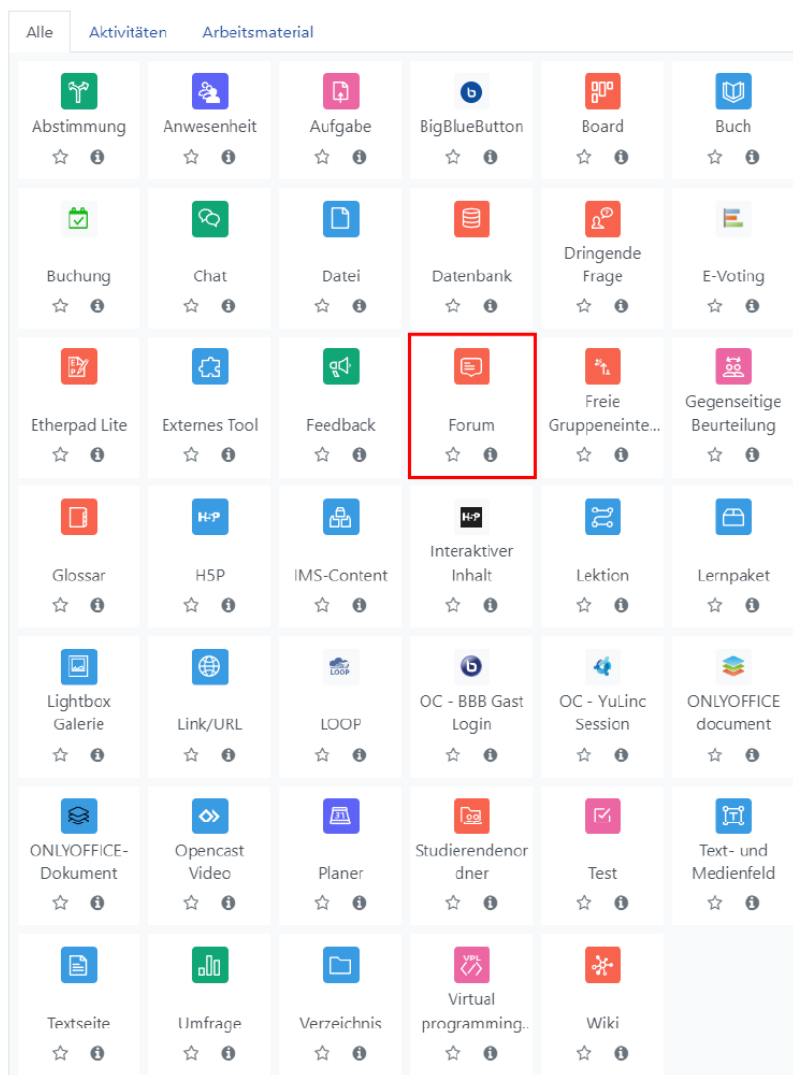 Alle Aktivitäten Arbeitsmaterial
Abstimmung Anwesenheit Aufgabe BigBlueButton Board Buch
Buchung Chat Datei Datenbank Dringende Frage E-Voting
Etherpad Lite Externes Tool Feedback Forum Freie Gruppeneinte... Gegenseitige Beurteilung
Glossar H5P IMS-Content Interaktiver Inhalt Lektion Lernpaket
Lightbox Galerie Link/URL LOOP OC - BBB Gast Login OC - YuLinc Session ONLYOFFICE document
ONLYOFFICE-Dokument Opencast Video Planer Studierendenordner Test Text- und Medienfeld
Textseite Umfrage Verzeichnis Virtual programming.. Wiki